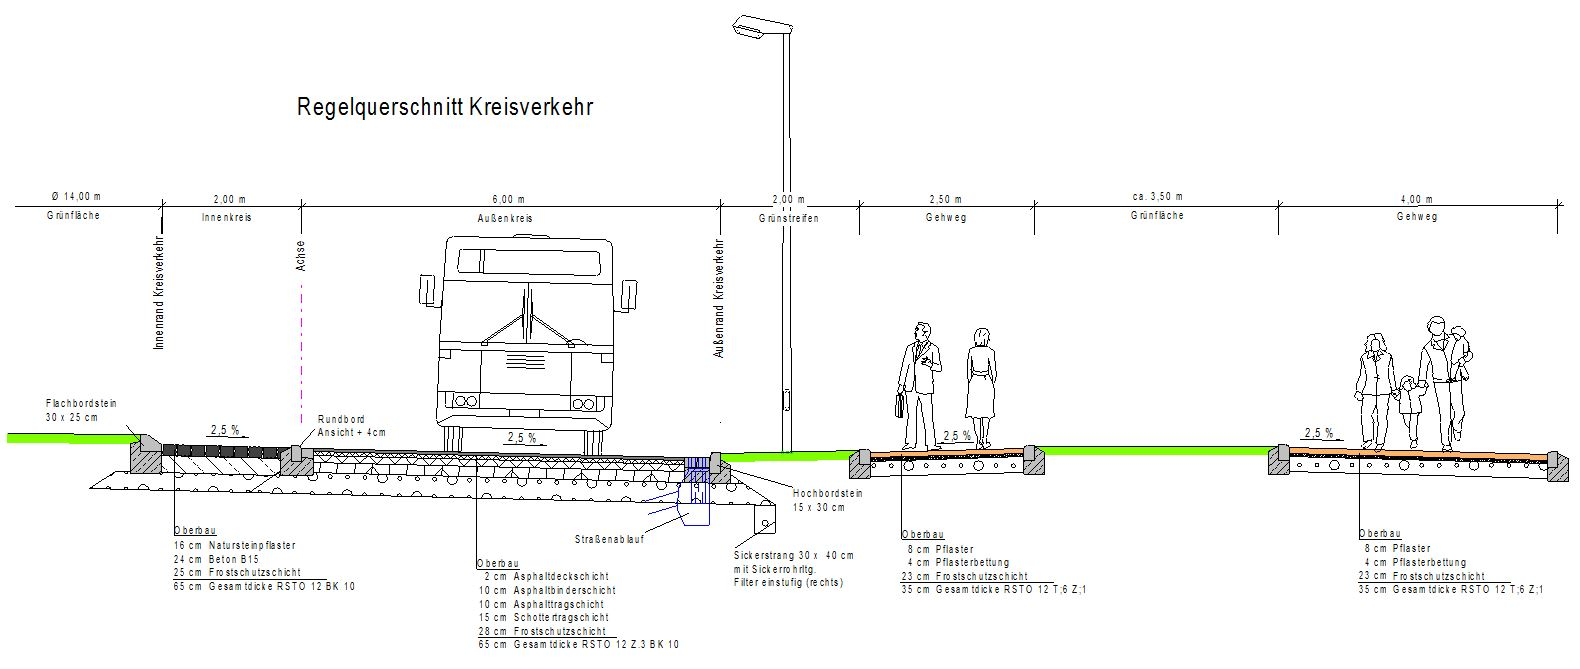 Regelquerschnitt Kreisverkehr
Ø 14,00 m
Grünfläche
2,00 m
Innenkreis
6,00 m
Außenkreis
2,00 m
Grünstreifen
2,50 m
Gehweg
ca. 3,50 m
Grünfläche
4,00 m
Gehweg
Innenrand Kreisverkehr
Achse
Außenrand Kreisverkehr
Flachbordstein
30 x 25 cm
2,5 %
Rundbord
Ansicht + 4cm
2,5 %
2,5 %
2,5 %
Hochbordstein
15 x 30 cm
Straßenablauf
Sickerstrang 30 x 40 cm
mit Sickerrohrltg.
Filter einstufig (rechts)
Oberbau
16 cm Natursteinpflaster
24 cm Beton B15
25 cm Frostschutzschicht
65 cm Gesamtdicke RSTO 12 BK 10
Oberbau
2 cm Asphaltdeckschicht
10 cm Asphaltbinderschicht
10 cm Asphalttragschicht
15 cm Schottertragschicht
28 cm Frostschutzschicht
65 cm Gesamtdicke RSTO 12 Z.3 BK 10
Oberbau
8 cm Pflaster
4 cm Pflasterbettung
23 cm Frostschutzschicht
35 cm Gesamtdicke RSTO 12 T;6 Z;1
Oberbau
8 cm Pflaster
4 cm Pflasterbettung
23 cm Frostschutzschicht
35 cm Gesamtdicke RSTO 12 T;6 Z;1